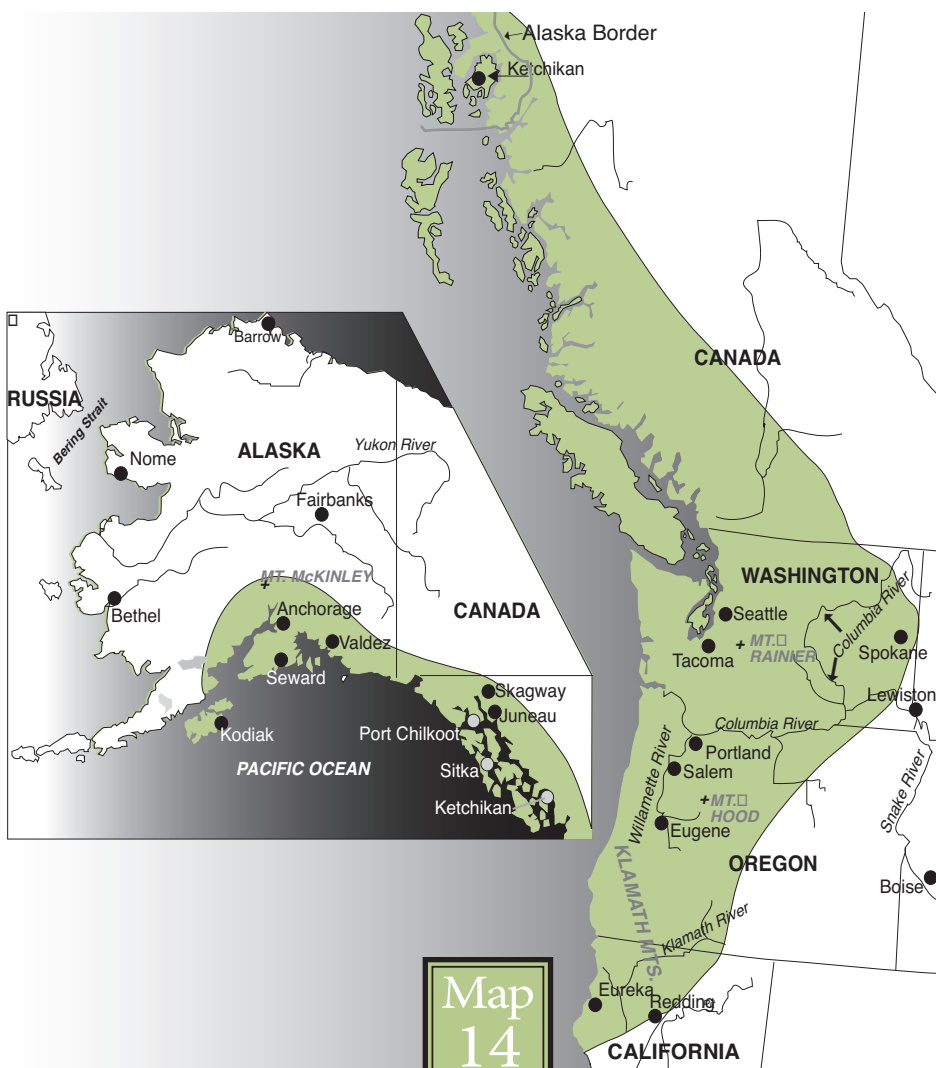 Alaska Border
Ketchikan
CANADA
Barrow
RUSSIA
Bering Strait
Nome
ALASKA
Yukon River
Fairbanks
MT. McKINLEY
Bethel
Anchorage
CANADA
Valdez
Seward
Skagway
Juneau
Kodiak
Port Chilkoot
PACIFIC OCEAN
Sitka
Ketchikan
WASHINGTON
Seattle
Columbia River
MT.
RAINIER
Tacoma
Spokane
Lewiston
Columbia River
Portland
Willamette River
Salem
MT.
HOOD
Eugene
Snake River
OREGON
Boise
KLAMATH MTS.
Klamath River
Eureka
Redding
CALIFORNIA
Map
14